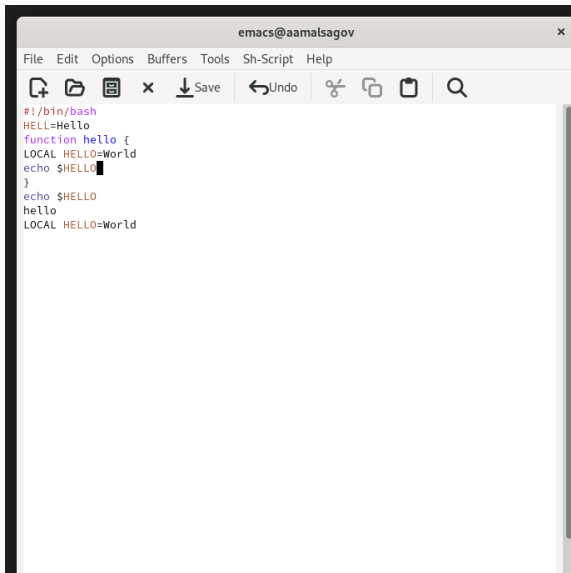 emacs@aamalsagov ×
File Edit Options Buffers Tools Sh-Script Help
Save Undo
#!/bin/bash
HELL=Hello
function hello {
LOCAL HELLO=World
echo $HELLO
}
echo $HELLO
hello
LOCAL HELLO=World